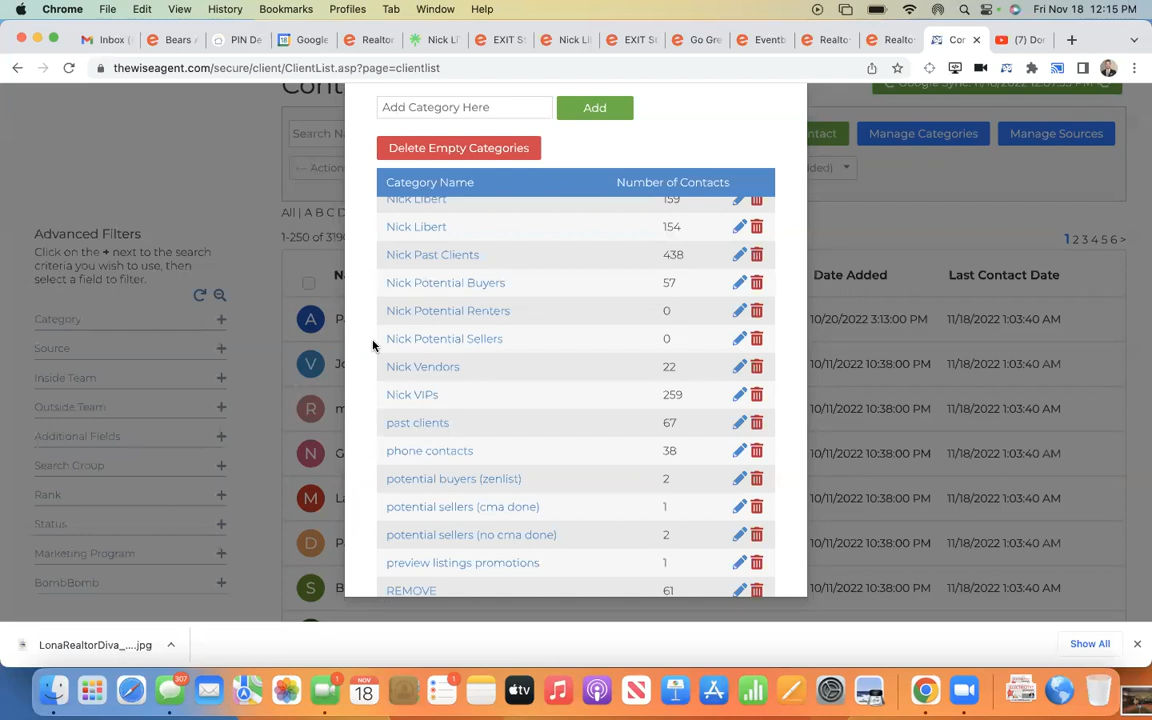 Chrome File Edit View History Bookmarks Profiles Tab Window Help Fri Nov 18 12:15 PM
Inbox ( Bears A PIN De Google Realtor Nick Li EXIT S Nick Li EXIT S Go Gre Eventb Realto Realto Con (7) Dor
thewiseagent.com/secure/client/ClientList.asp?page=clientlist
Add Category Here Add
Search Na Manage Categories Manage Sources
Delete Empty Categories
Category Name Number of Contacts
Nick Libert 159
All | A B C D
Nick Libert 154
Advanced Filters
1 2 3 4 5 6 >
Click on the + next to the search
criteria you wish to use, then
select a field to filter.
Nick Past Clients 438
Date Added Last Contact Date
Nick Potential Buyers 57
Category +
Nick Potential Renters 0
A 10/20/2022 3:13:00 PM 11/18/2022 1:03:40 AM
Source +
Nick Potential Sellers 0
V 10/11/2022 10:38:00 PM 11/18/2022 1:03:40 AM
Inside Team +
Nick Vendors 22
Outside Team +
Nick VIPs 259
R 10/11/2022 10:38:00 PM 11/18/2022 1:03:40 AM
Additional Fields +
past clients 67
Search Group +
phone contacts 38
N 10/11/2022 10:38:00 PM 11/18/2022 1:03:40 AM
Rank +
potential buyers (zenlist) 2
M 10/11/2022 10:38:00 PM 11/18/2022 1:03:40 AM
Status +
potential sellers (cma done) 1
potential sellers (no cma done) 2
D 10/11/2022 10:38:00 PM 11/18/2022 1:03:40 AM
Marketing Program +
preview listings promotions 1
BombBomb +
REMOVE 61
S 10/11/2022 10:38:00 PM 11/18/2022 1:03:40 AM
LonaRealtorDiva_....jpg Show All
307 NOV 18 1 1 tv